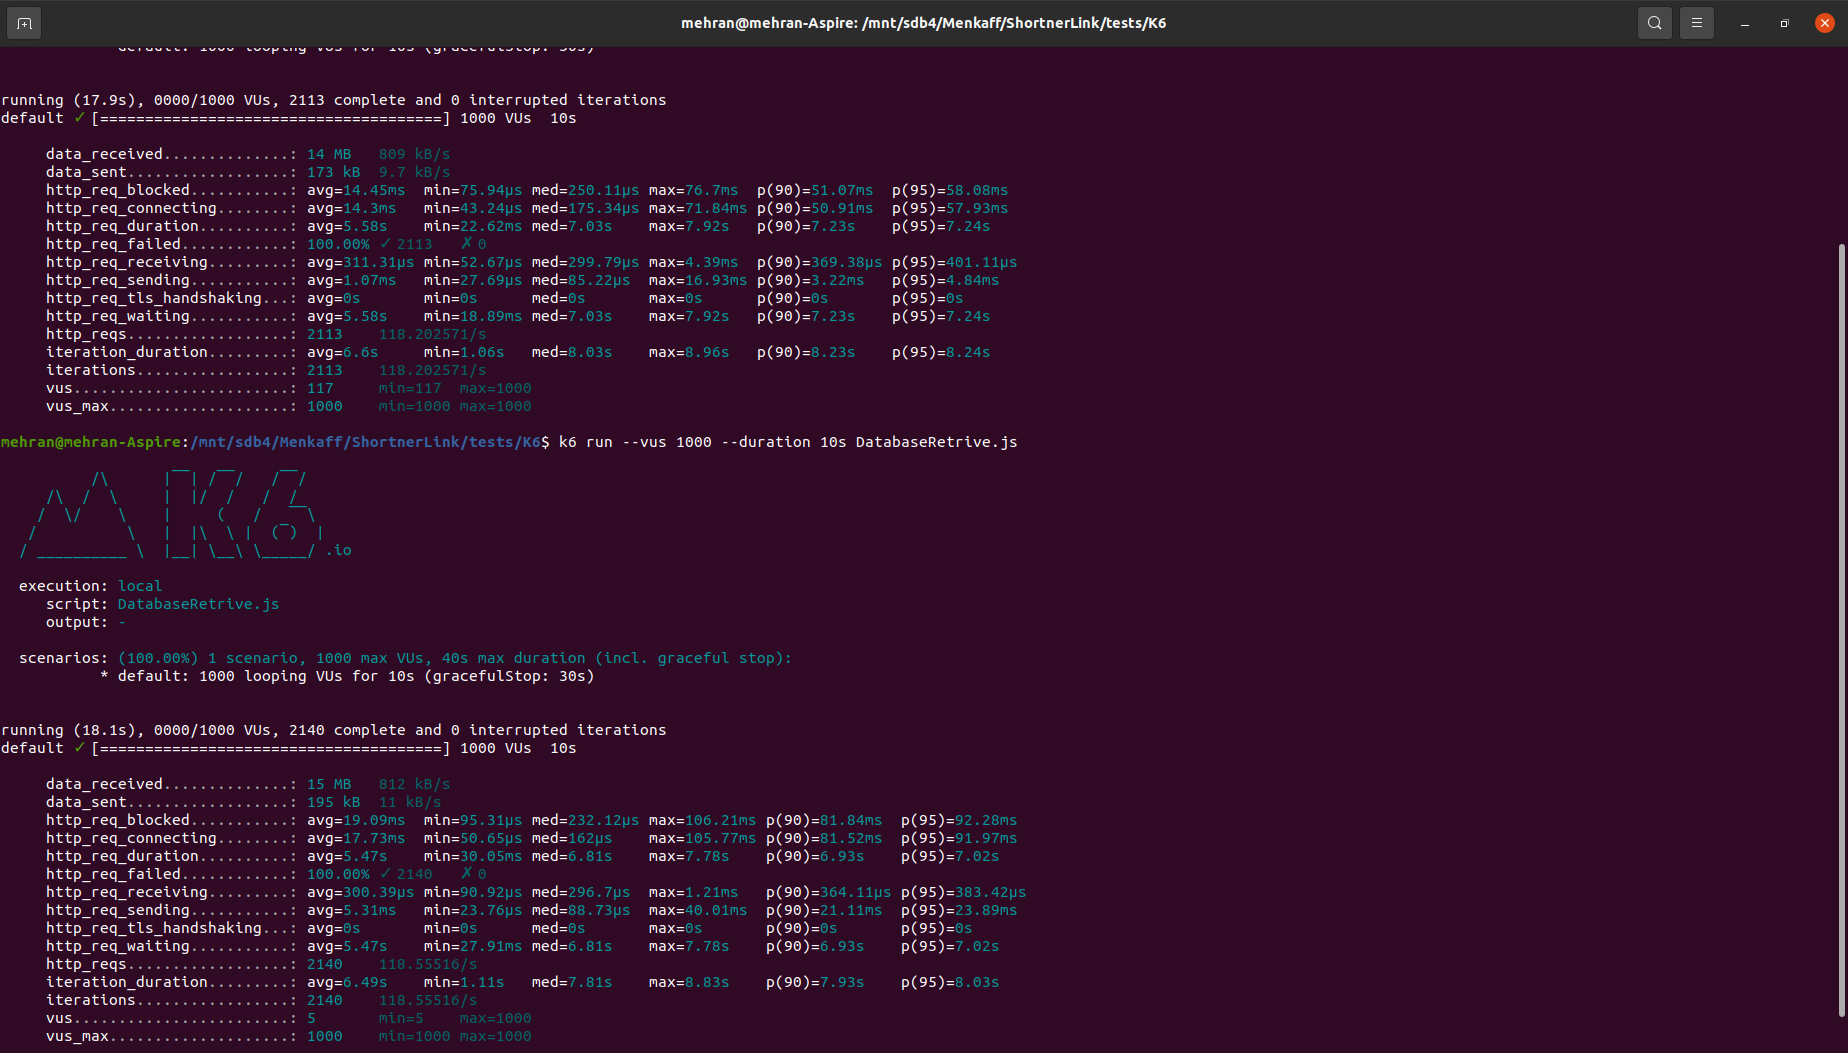 mehran@mehran-Aspire: /mnt/sdb4/Menkaff/ShortnerLink/tests/K6
default: 1000 looping VUs for 10s (gracefulStop: 30s)
running (17.9s), 0000/1000 VUs, 2113 complete and 0 interrupted iterations
default ✓ [======================================] 1000 VUs  10s
data_received..............: 14 MB   809 kB/s
data_sent..................: 173 kB  9.7 kB/s
http_req_blocked...........: avg=14.45ms  min=75.94µs med=250.11µs max=76.7ms  p(90)=51.07ms  p(95)=58.08ms
http_req_connecting........: avg=14.3ms   min=43.24µs med=175.34µs max=71.84ms p(90)=50.91ms  p(95)=57.93ms
http_req_duration..........: avg=5.58s    min=22.62ms med=7.03s    max=7.92s   p(90)=7.23s    p(95)=7.24s
http_req_failed............: 100.00% ✓ 2113   ✗ 0
http_req_receiving.........: avg=311.31µs min=52.67µs med=299.79µs max=4.39ms  p(90)=369.38µs p(95)=401.11µs
http_req_sending...........: avg=1.07ms   min=27.69µs med=85.22µs  max=16.93ms p(90)=3.22ms   p(95)=4.84ms
http_req_tls_handshaking...: avg=0s       min=0s      med=0s       max=0s      p(90)=0s       p(95)=0s
http_req_waiting...........: avg=5.58s    min=18.89ms med=7.03s    max=7.92s   p(90)=7.23s    p(95)=7.24s
http_reqs..................: 2113    118.202571/s
iteration_duration.........: avg=6.6s     min=1.06s   med=8.03s    max=8.96s   p(90)=8.23s    p(95)=8.24s
iterations.................: 2113    118.202571/s
vus........................: 117     min=117  max=1000
vus_max....................: 1000    min=1000 max=1000
mehran@mehran-Aspire:/mnt/sdb4/Menkaff/ShortnerLink/tests/K6$ k6 run --vus 1000 --duration 10s DatabaseRetrive.js
K6 .io
execution: local
script: DatabaseRetrive.js
output: -
scenarios: (100.00%) 1 scenario, 1000 max VUs, 40s max duration (incl. graceful stop):
* default: 1000 looping VUs for 10s (gracefulStop: 30s)
running (18.1s), 0000/1000 VUs, 2140 complete and 0 interrupted iterations
default ✓ [======================================] 1000 VUs  10s
data_received..............: 15 MB   812 kB/s
data_sent..................: 195 kB  11 kB/s
http_req_blocked...........: avg=19.09ms  min=95.31µs med=232.12µs max=106.21ms p(90)=81.84ms  p(95)=92.28ms
http_req_connecting........: avg=17.73ms  min=50.65µs med=162µs    max=105.77ms p(90)=81.52ms  p(95)=91.97ms
http_req_duration..........: avg=5.47s    min=30.05ms med=6.81s    max=7.78s    p(90)=6.93s    p(95)=7.02s
http_req_failed............: 100.00% ✓ 2140   ✗ 0
http_req_receiving.........: avg=300.39µs min=90.92µs med=296.7µs  max=1.21ms   p(90)=364.11µs p(95)=383.42µs
http_req_sending...........: avg=5.31ms   min=23.76µs med=88.73µs  max=40.01ms  p(90)=21.11ms  p(95)=23.89ms
http_req_tls_handshaking...: avg=0s       min=0s      med=0s       max=0s       p(90)=0s       p(95)=0s
http_req_waiting...........: avg=5.47s    min=27.91ms med=6.81s    max=7.78s    p(90)=6.93s    p(95)=7.02s
http_reqs..................: 2140    118.55516/s
iteration_duration.........: avg=6.49s    min=1.11s   med=7.81s    max=8.83s    p(90)=7.93s    p(95)=8.03s
iterations.................: 2140    118.55516/s
vus........................: 5       min=5    max=1000
vus_max....................: 1000    min=1000 max=1000